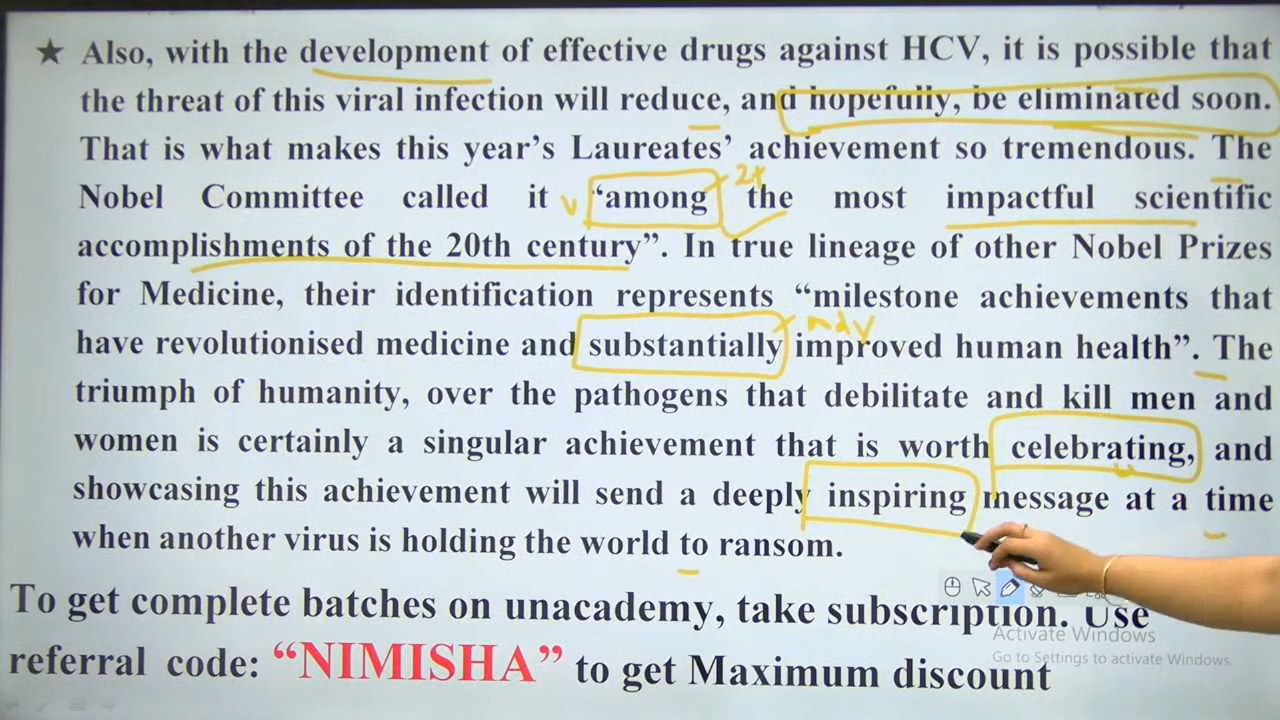 ★ Also, with the development of effective drugs against HCV, it is possible that
the threat of this viral infection will reduce, and hopefully, be eliminated soon.
That is what makes this year's Laureates' achievement so tremendous. The
Nobel Committee called it "among the most impactful scientific
2+
v
accomplishments of the 20th century". In true lineage of other Nobel Prizes
for Medicine, their identification represents "milestone achievements that
adv
have revolutionised medicine and substantially improved human health". The
triumph of humanity, over the pathogens that debilitate and kill men and
women is certainly a singular achievement that is worth celebrating, and
showcasing this achievement will send a deeply inspiring message at a time
when another virus is holding the world to ransom.
To get complete batches on unacademy, take subscription. Use
Activate Windows
Go to Settings to activate Windows.
referral code: "NIMISHA" to get Maximum discount